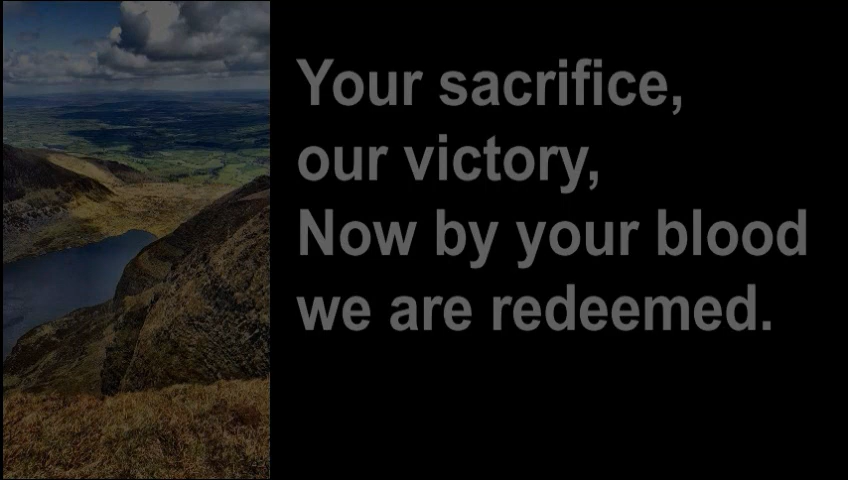 Your sacrifice,
our victory,
Now by your blood
we are redeemed.